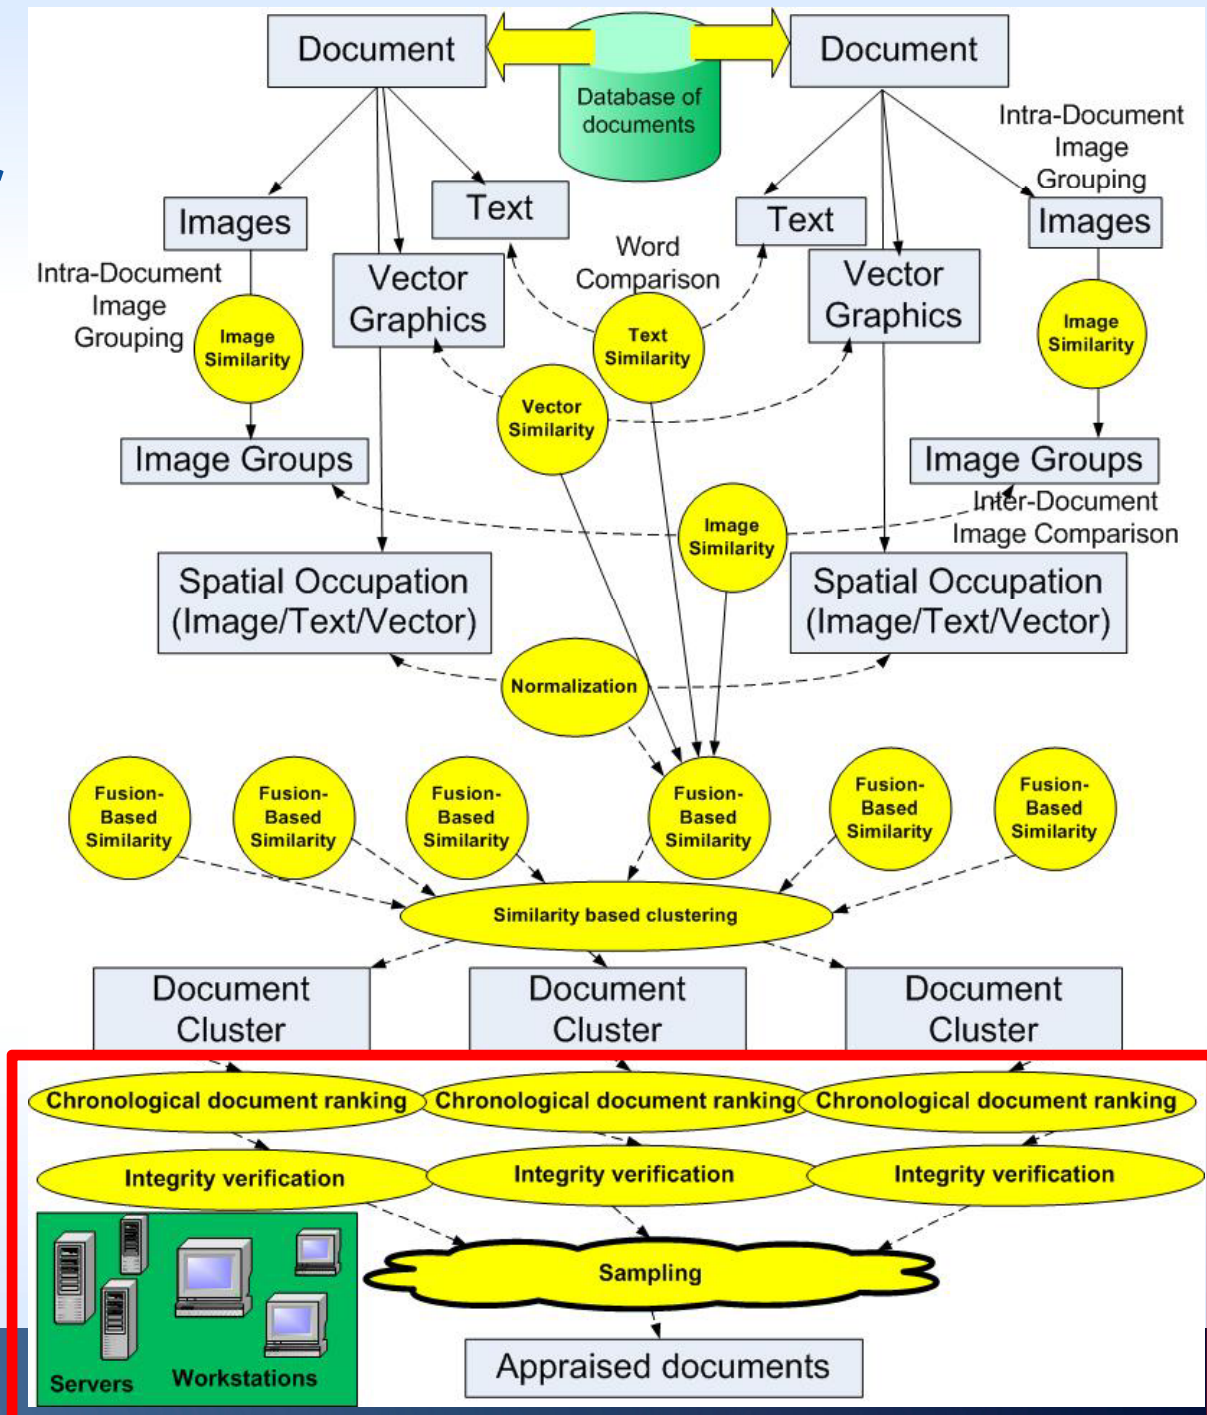 Document
Database of
documents
Document
Intra-Document
Image
Grouping
Images
Text
Text
Images
Word
Comparison
Intra-Document
Image
Grouping
Vector
Graphics
Vector
Graphics
Image
Similarity
Text
Similarity
Image
Similarity
Vector
Similarity
Image Groups
Image Groups
Inter-Document
Image Comparison
Image
Similarity
Spatial Occupation
(Image/Text/Vector)
Spatial Occupation
(Image/Text/Vector)
Normalization
Fusion-
Based
Similarity
Fusion-
Based
Similarity
Fusion-
Based
Similarity
Fusion-
Based
Similarity
Fusion-
Based
Similarity
Fusion-
Based
Similarity
Similarity based clustering
Document
Cluster
Document
Cluster
Document
Cluster
Chronological document ranking
Chronological document ranking
Chronological document ranking
Integrity verification
Integrity verification
Integrity verification
Sampling
Servers
Workstations
Appraised documents